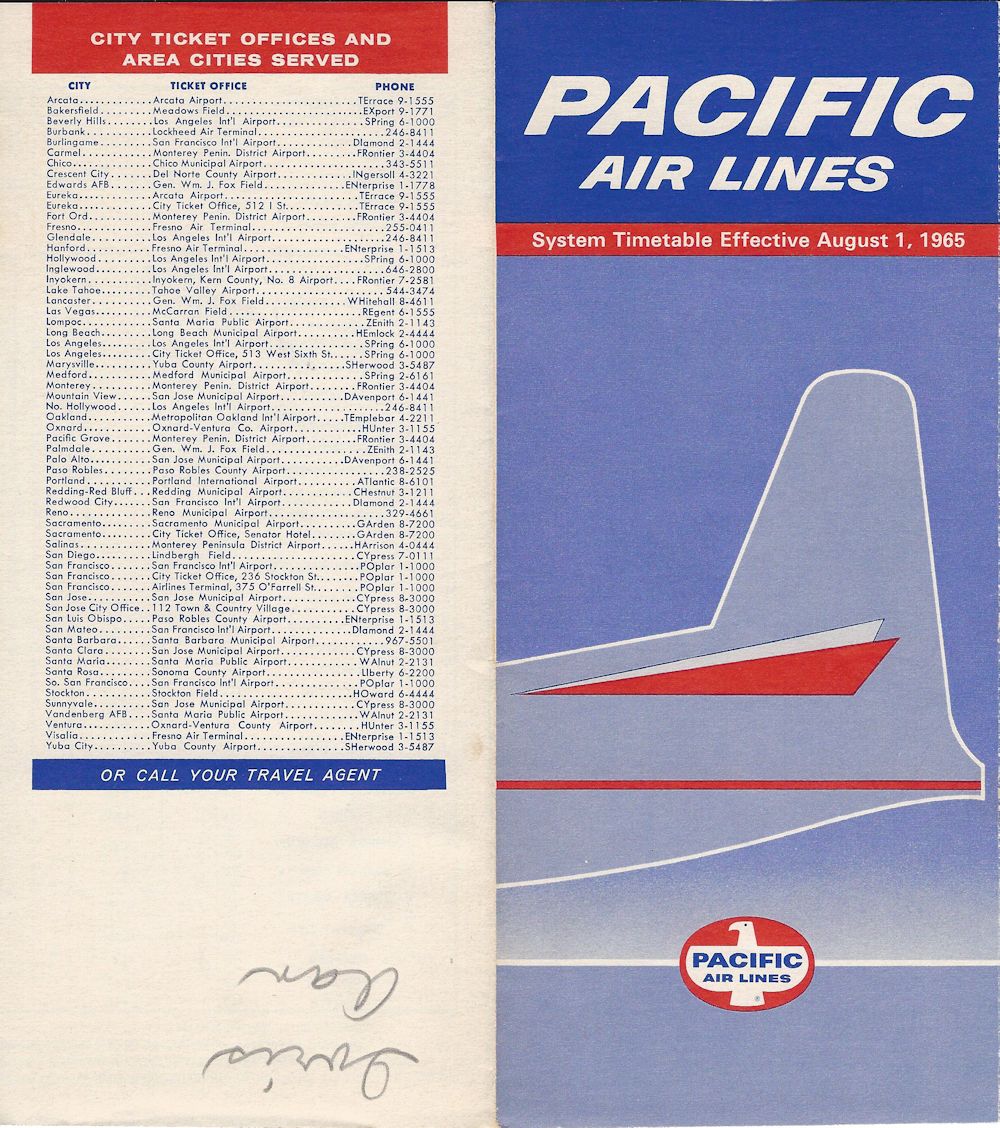 CITY TICKET OFFICES AND
AREA CITIES SERVED
CITY TICKET OFFICE PHONE
Arcata............Arcata Airport............................TErrace 9-1555
Bakersfield.........Meadows Field.........................EXport 9-1771
Beverly Hills........Los Angeles Int'l Airport................SPring 6-1000
Burbank...........Lockheed Air Terminal........................246-8411
Burlingame.........San Francisco Int'l Airport............DIamond 2-1444
Carmel............Monterey Penin. District Airport..........FRontier 3-4404
Chico..............Chico Municipal Airport......................343-5511
Crescent City.......Del Norte County Airport.............INgersoll 4-3221
Edwards AFB.......Gen. Wm. J. Fox Field...............ENterprise 1-1778
Eureka.............Arcata Airport.......................TErrace 9-1555
Eureka.............City Ticket Office, 512 I St.............TErrace 9-1555
Fort Ord...........Monterey Penin. District Airport.........FRontier 3-4404
Fresno.............Fresno Air Terminal.........................255-0411
Glendale...........Los Angeles Int'l Airport.....................246-8411
Hanford...........Fresno Air Terminal.................ENterprise 1-1513
Hollywood.........Los Angeles Int'l Airport................SPring 6-1000
Inglewood.........Los Angeles Int'l Airport.....................646-2800
Inyokern...........Inyokern, Kern County, No. 8 Airport....FRontier 7-2581
Lake Tahoe.........Tahoe Valley Airport........................544-3474
Lancaster..........Gen. Wm. J. Fox Field...............WHitehall 8-4611
Las Vegas..........McCarran Field.......................REgent 6-1555
Lompoc............Santa Maria Public Airport..............ZEnith 2-1143
Long Beach.........Long Beach Municipal Airport..........HEmlock 2-4444
Los Angeles........Los Angeles Int'l Airport................SPring 6-1000
Los Angeles........City Ticket Office, 513 West Sixth St......SPring 6-1000
Marysville..........Yuba County Airport................SHerwood 3-5487
Medford...........Medford Municipal Airport..............SPring 2-6161
Monterey..........Monterey Penin. District Airport.........FRontier 3-4404
Mountain View......San Jose Municipal Airport...........DAvenport 6-1441
No. Hollywood......Los Angeles Int'l Airport.....................246-8411
Oakland...........Metropolitan Oakland Int'l Airport.....TEmplebar 4-2211
Oxnard............Oxnard-Ventura Co. Airport............HUnter 3-1155
Pacific Grove.......Monterey Penin. District Airport.........FRontier 3-4404
Palmdale..........Gen. Wm. J. Fox Field..................ZEnith 2-1143
Palo Alto..........San Jose Municipal Airport...........DAvenport 6-1441
Paso Robles........Paso Robles County Airport..................238-2525
Portland...........Portland International Airport..........ATlantic 8-6101
Redding-Red Bluff...Redding Municipal Airport............CHestnut 3-1211
Redwood City......San Francisco Int'l Airport............DIamond 2-1444
Reno..............Reno Municipal Airport......................329-4661
Sacramento........Sacramento Municipal Airport..........GArden 8-7200
Sacramento........City Ticket Office, Senator Hotel........GArden 8-7200
Salinas............Monterey Peninsula District Airport.....HArrison 4-0444
San Diego.........Lindbergh Field......................CYpress 7-0111
San Francisco......San Francisco Int'l Airport..............POplar 1-1000
San Francisco......City Ticket Office, 236 Stockton St.......POplar 1-1000
San Francisco......Airlines Terminal, 375 O'Farrell St.......POplar 1-1000
San Jose...........San Jose Municipal Airport.............CYpress 8-3000
San Jose City Office..112 Town & Country Village............CYpress 8-3000
San Luis Obispo.....Paso Robles County Airport..........ENterprise 1-1513
San Mateo.........San Francisco Int'l Airport............DIamond 2-1444
Santa Barbara......Santa Barbara Municipal Airport.............967-5501
Santa Clara........San Jose Municipal Airport.............CYpress 8-3000
Santa Maria........Santa Maria Public Airport.............WAlnut 2-2131
Santa Rosa.........Sonoma County Airport................LIberty 6-2200
So. San Francisco....San Francisco Int'l Airport..............POplar 1-1000
Stockton...........Stockton Field.......................HOward 6-4444
Sunnyvale.........San Jose Municipal Airport.............CYpress 8-3000
Vandenberg AFB....Santa Maria Public Airport.............WAlnut 2-2131
Ventura...........Oxnard-Ventura County Airport.........HUnter 3-1155
Visalia............Fresno Air Terminal.................ENterprise 1-1513
Yuba City..........Yuba County Airport................SHerwood 3-5487
OR CALL YOUR TRAVEL AGENT
PACIFIC
AIR LINES
System Timetable Effective August 1, 1965
PACIFIC
AIR LINES
®